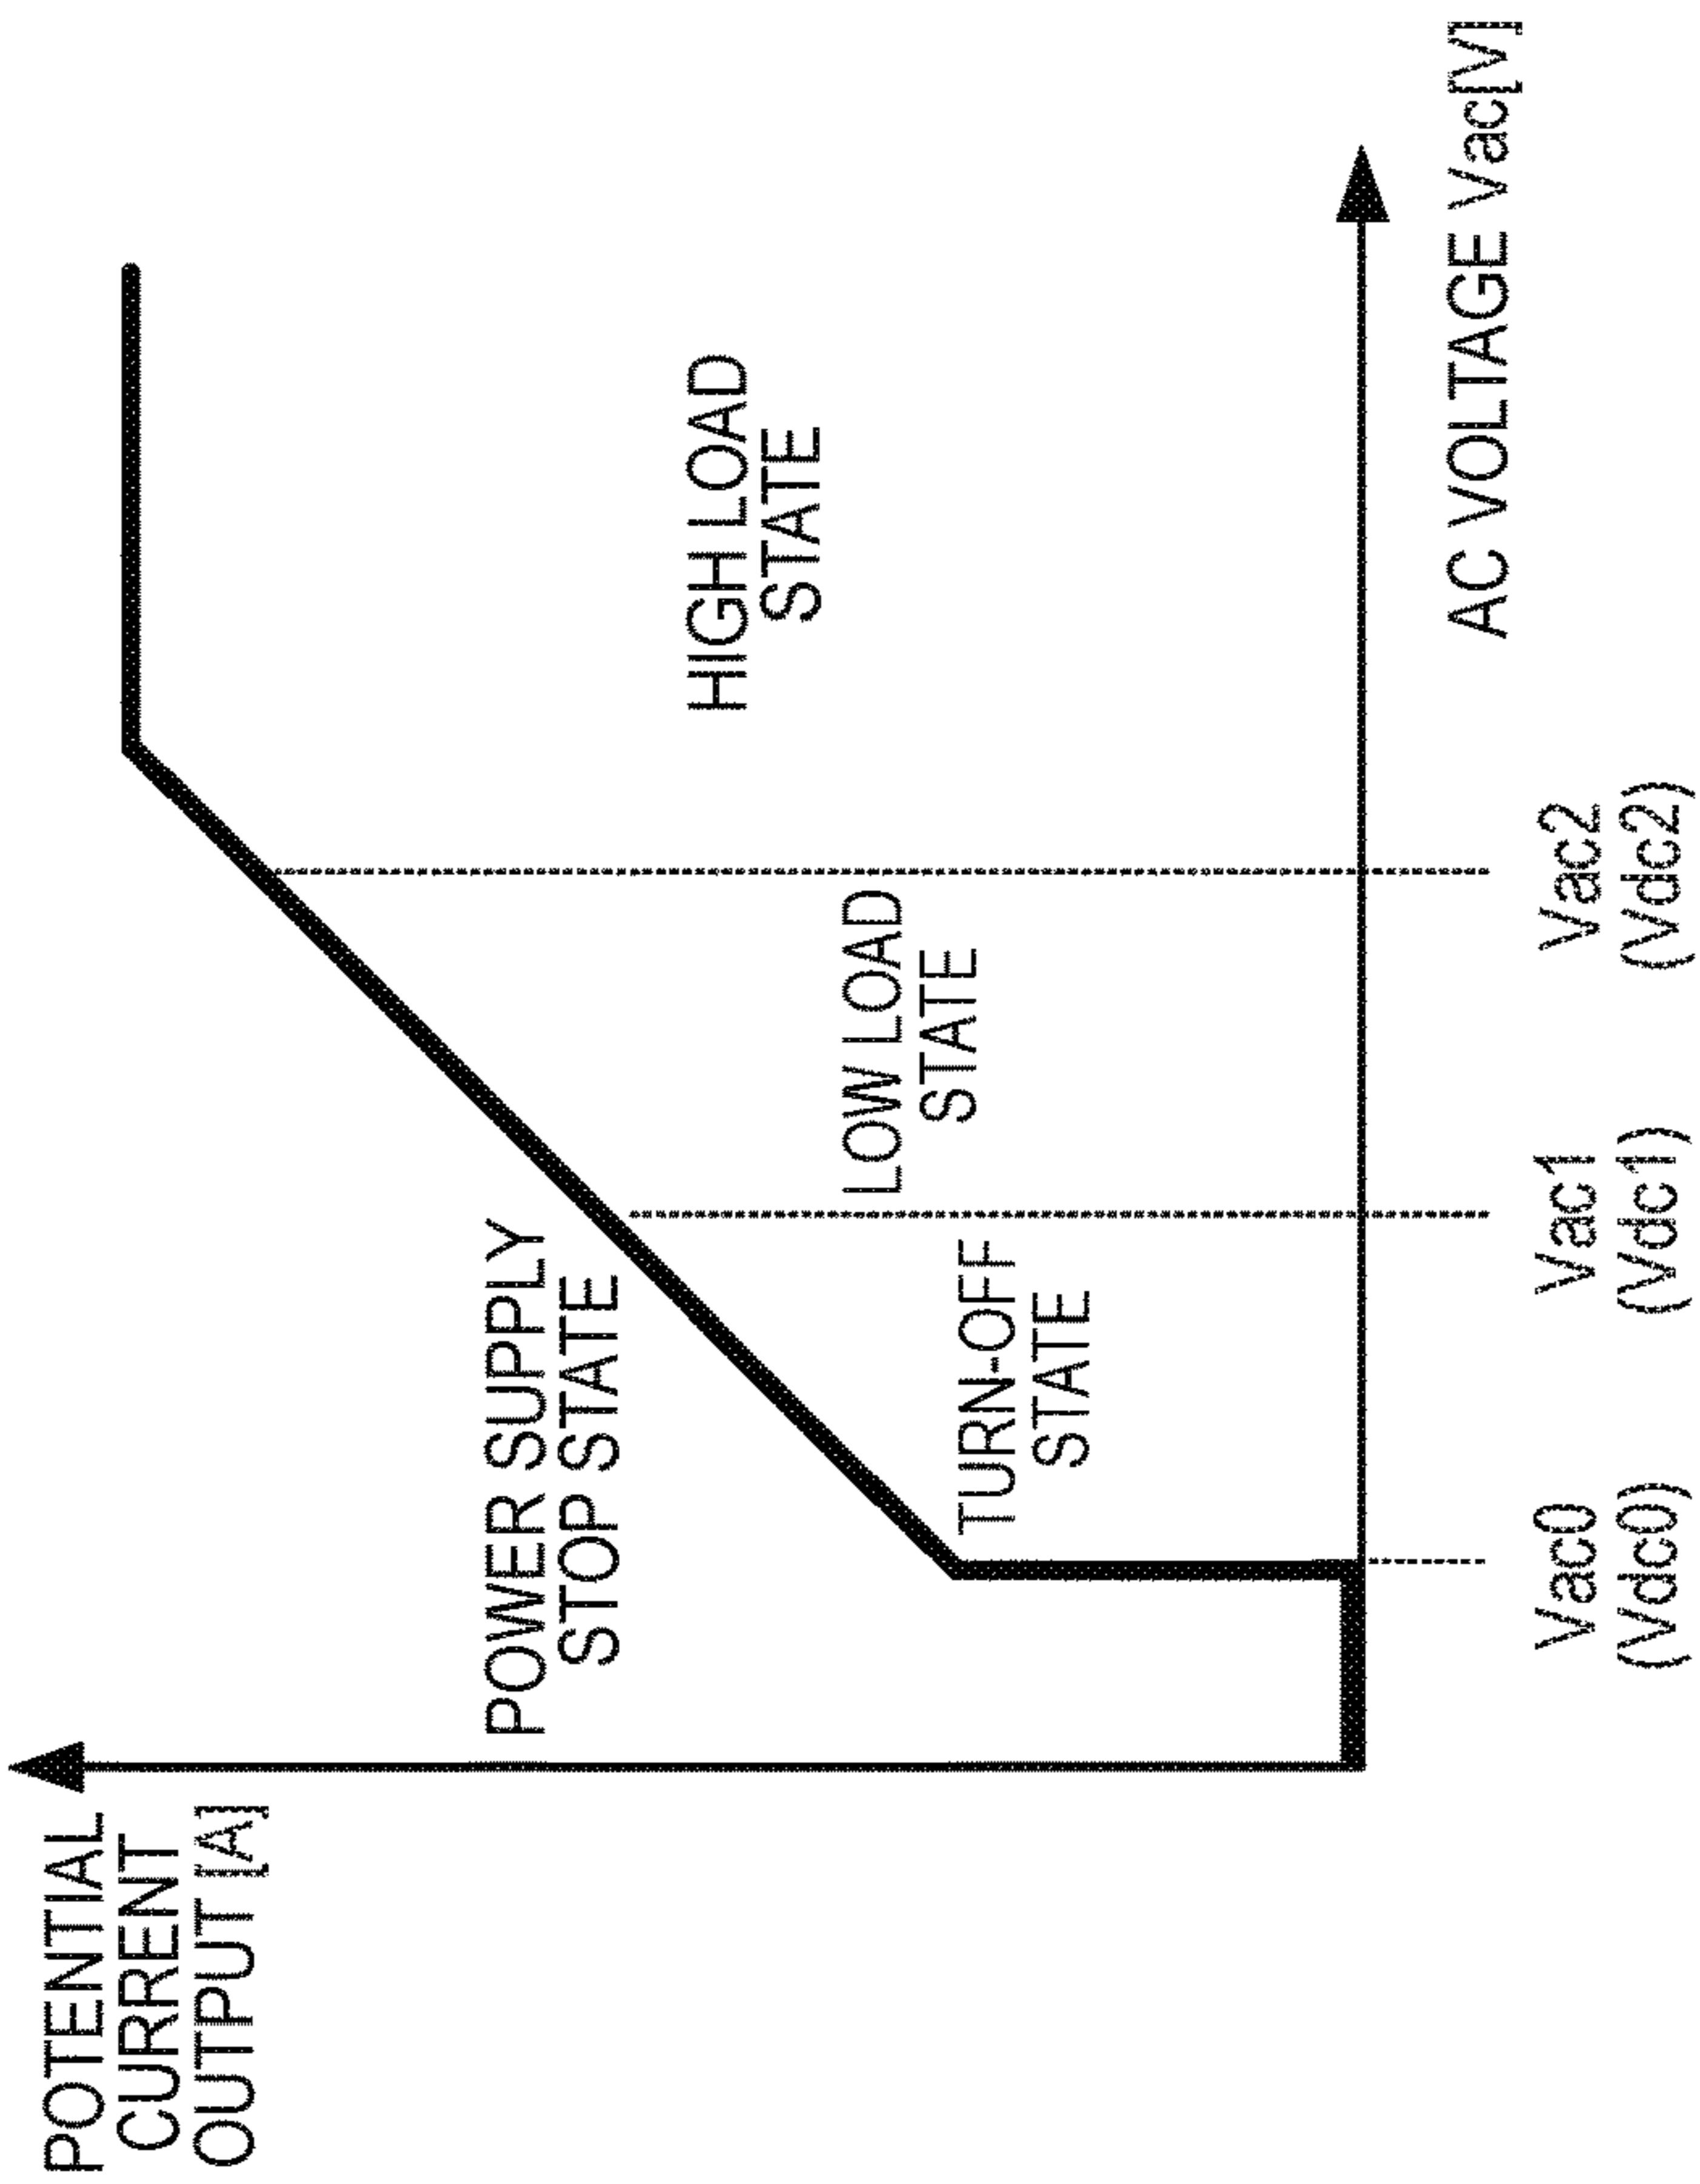 POTENTIAL
CURRENT
OUTPUT [A]
POWER SUPPLY
STOP STATE
TURN-OFF
STATE
LOW LOAD
STATE
HIGH LOAD
STATE
AC VOLTAGE Vac[V]
Vac0
(Vdc0)
Vac1
(Vdc1)
Vac2
(Vdc2)